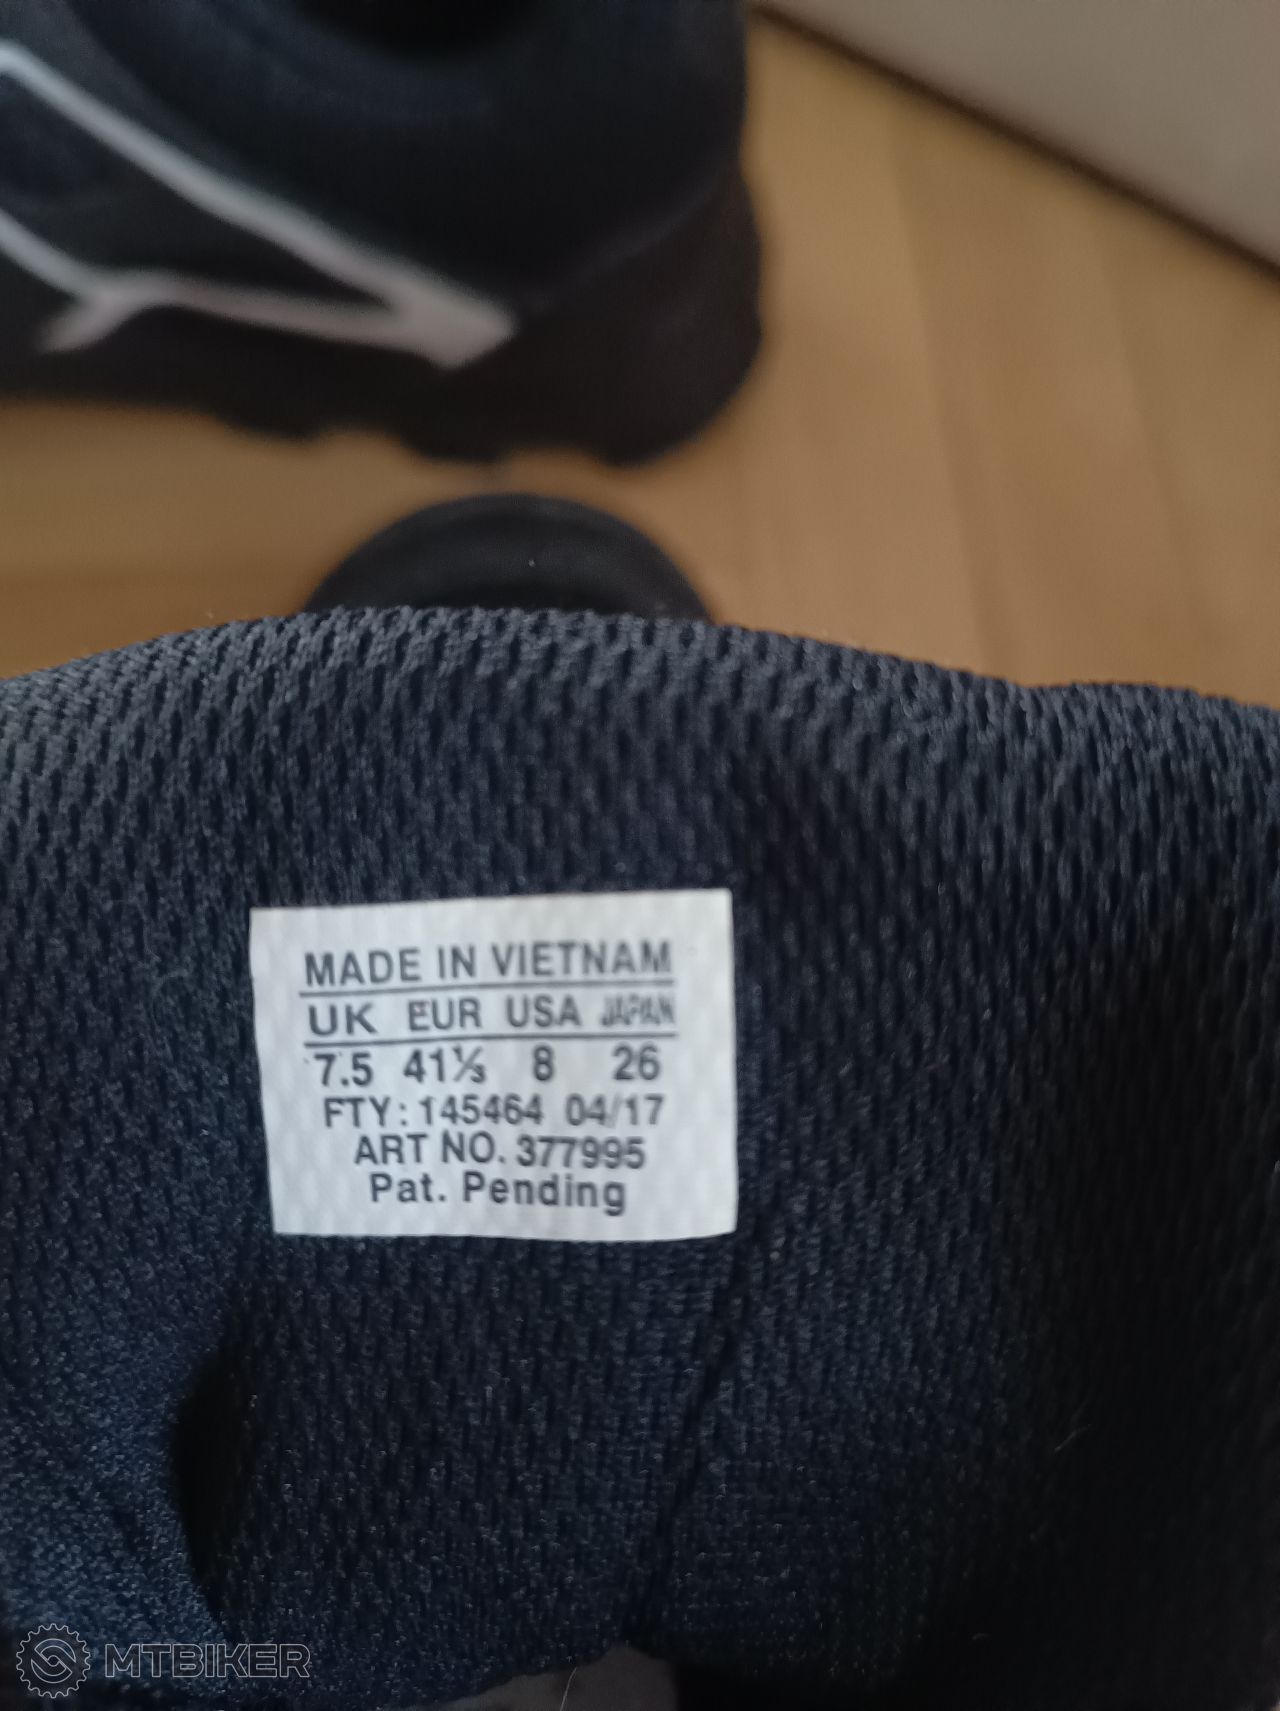 MADE IN VIETNAM
UK EUR USA JAPAN
7.5 41⅓ 8 26
FTY: 145464 04/17
ART NO. 377995
Pat. Pending
MTBIKER